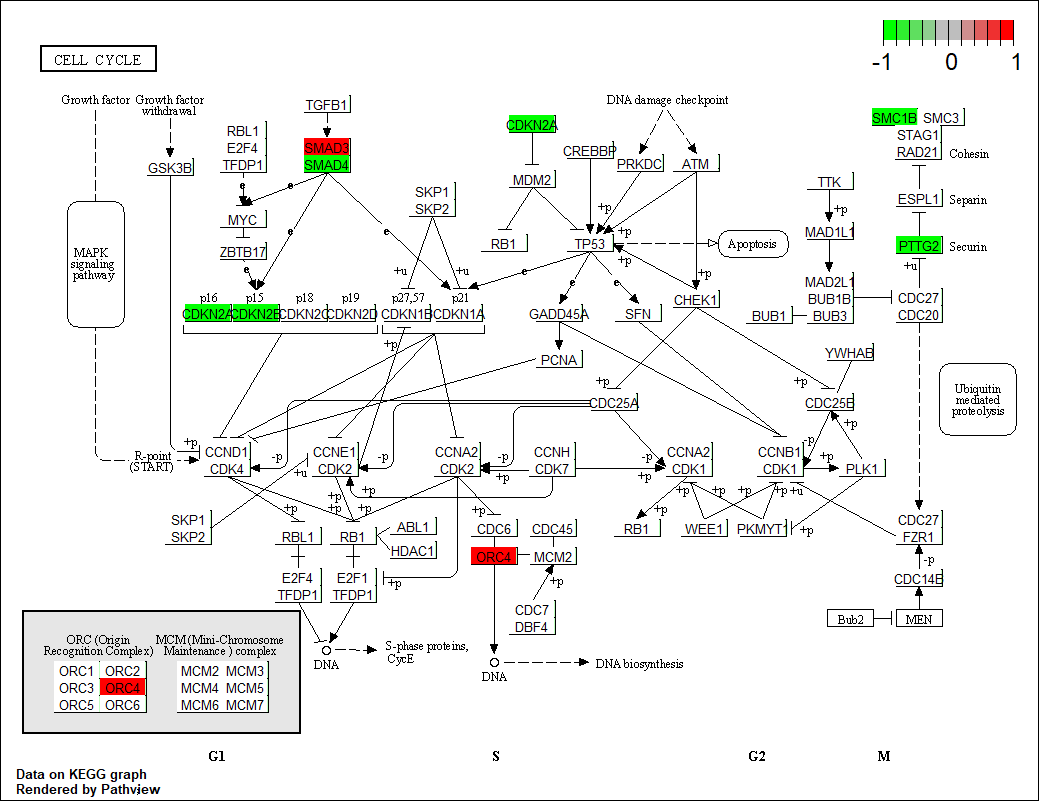 CELL CYCLE
-1 0 1
Growth factor
Growth factor
withdrawal
TGFB1
DNA damage checkpoint
RBL1
E2F4
TFDP1
SMAD3
SMAD4
GSK3B
CDKN2A
CREBBP
MDM2
PRKDC
ATM
SMC1B
SMC3
STAG1
RAD21
Cohesin
TTK
ESPL1
Separin
e
e
SKP1
SKP2
+p
+p
MYC
MAD1L1
ZBTB17
e
e
RB1
TP53
Apoptosis
PTTG2
Securin
MAPK
signaling
pathway
+u
+u
e
+p
+p
+u
e
e
e
MAD2L1
BUB1B
BUB3
BUB1
CDC27
CDC20
p16
p15
p18
p19
p27,57
p21
CDKN2A
CDKN2B
CDKN2C
CDKN2D
CDKN1B
CDKN1A
GADD45A
SFN
CHEK1
+p
PCNA
YWHAB
+p
+p
CDC25A
CDC25B
Ubiquitin
mediated
proteolysis
R-point
(START)
+p
CCND1
CDK4
-p
CCNE1
CDK2
-p
CCNA2
CDK2
-p
+p
CCNH
CDK7
-p
+p
CCNA2
CDK1
CCNB1
CDK1
-p
+p
PLK1
+p
+u
+p
+p
+p
+p
+p
+p
+p
+p
+p
+u
SKP1
SKP2
RBL1
RB1
ABL1
HDAC1
+p
CDC6
CDC45
RB1
WEE1
PKMYT1
+p
CDC27
FZR1
ORC4
MCM2
-p
E2F4
TFDP1
E2F1
TFDP1
+p
+p
CDC7
DBF4
CDC14B
Bub2
MEN
DNA
S-phase proteins,
CycE
DNA
DNA biosynthesis
ORC (Origin
Recognition Complex)
MCM (Mini-Chromosome
Maintenance ) complex
ORC1 ORC2
ORC3 ORC4
ORC5 ORC6
MCM2 MCM3
MCM4 MCM5
MCM6 MCM7
G1 S G2 M
Data on KEGG graph
Rendered by Pathview